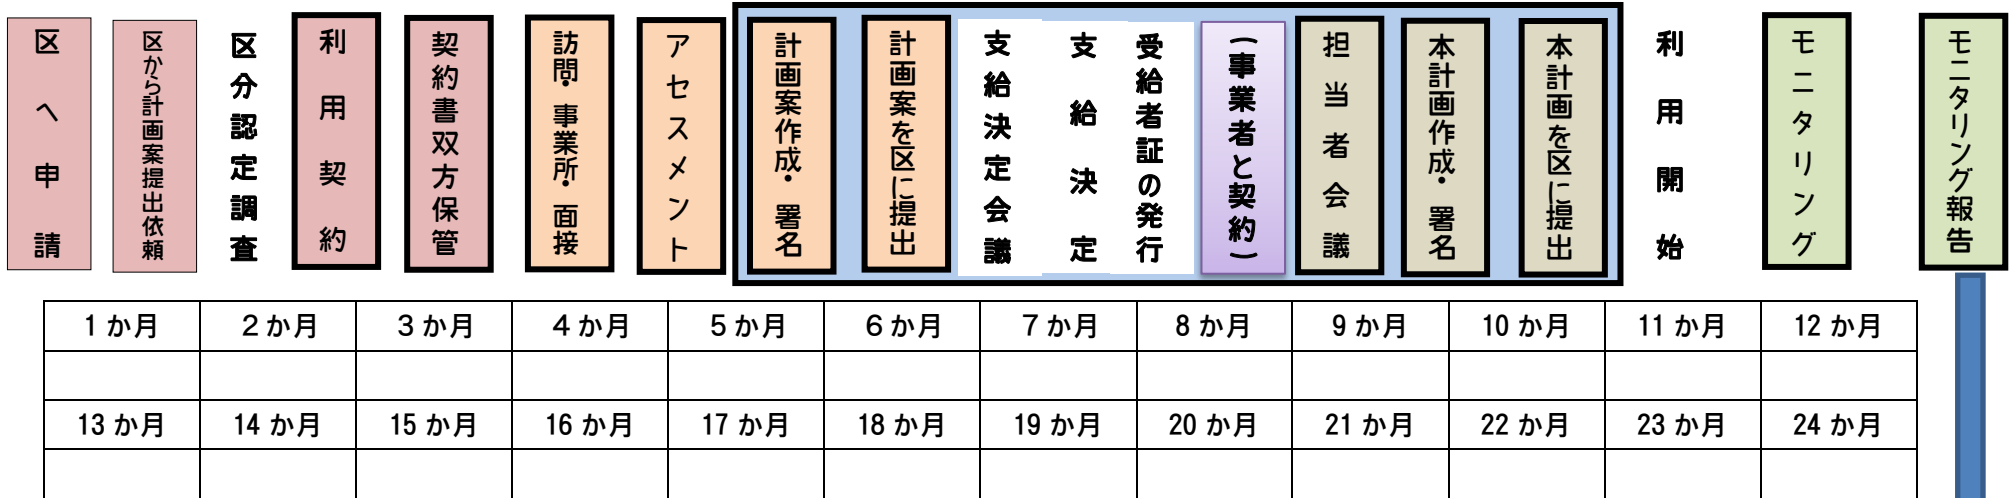 区へ申請
区から計画案提出依頼
区分認定調査
利用契約
契約書双方保管
訪問・事業所・面接
アセスメント
計画案作成・署名
計画案を区に提出
支給決定会議
支給決定
受給者証の発行
（事業者と契約）
担当者会議
本計画作成・署名
本計画を区に提出
利用開始
モニタリング
モニタリング報告
1か月 2か月 3か月 4か月 5か月 6か月 7か月 8か月 9か月 10か月 11か月 12か月
13か月 14か月 15か月 16か月 17か月 18か月 19か月 20か月 21か月 22か月 23か月 24か月